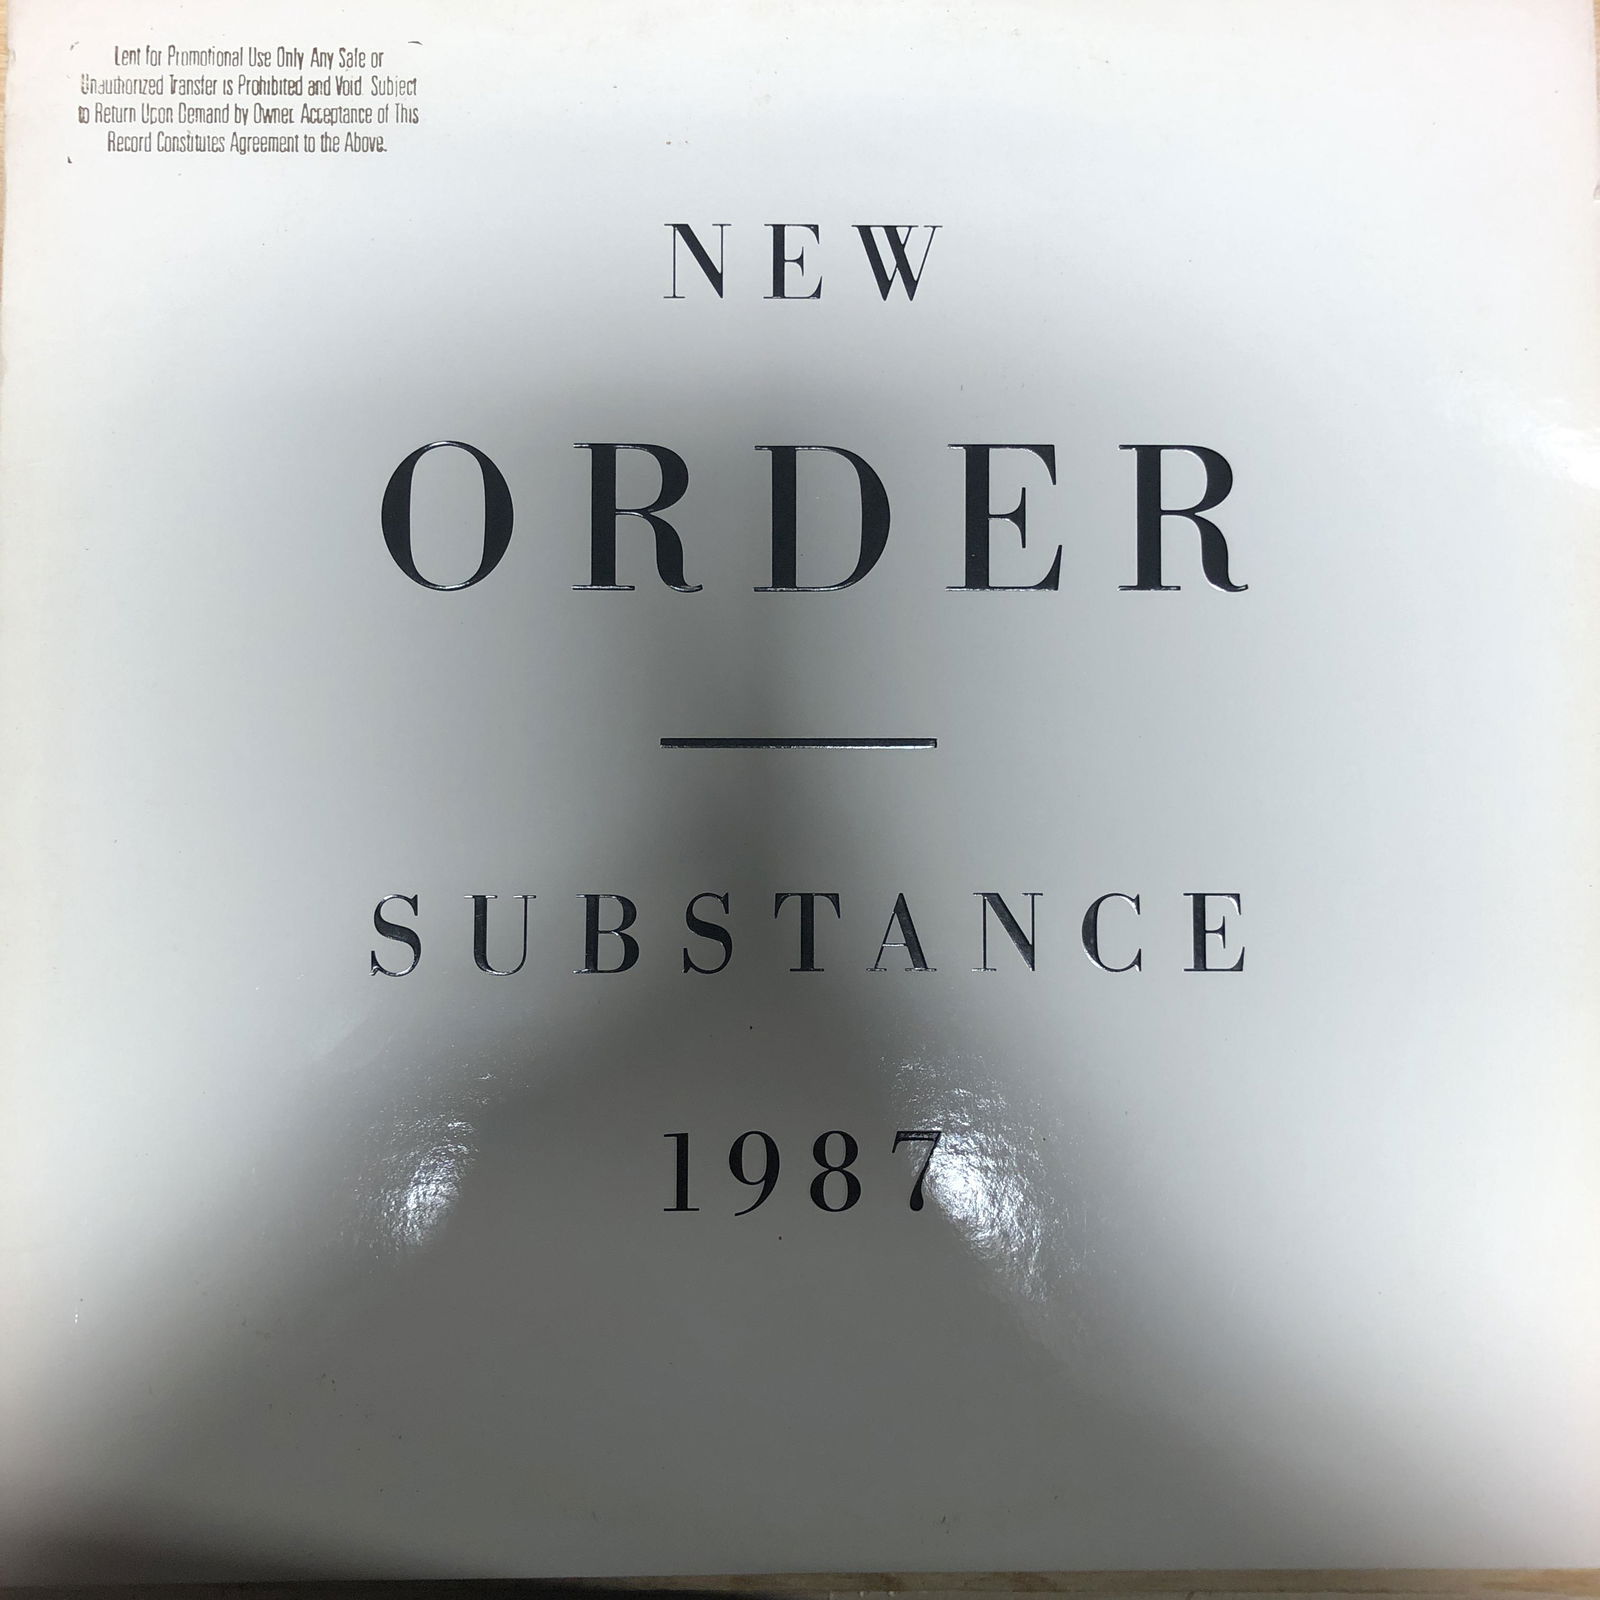 Lent for Promotional Use Only Any Sale or
Unauthorized Transfer is Prohibited and Void. Subject
to Return Upon Demand by Owner. Acceptance of This
Record Constitutes Agreement to the Above.
NEW
ORDER
SUBSTANCE
1987